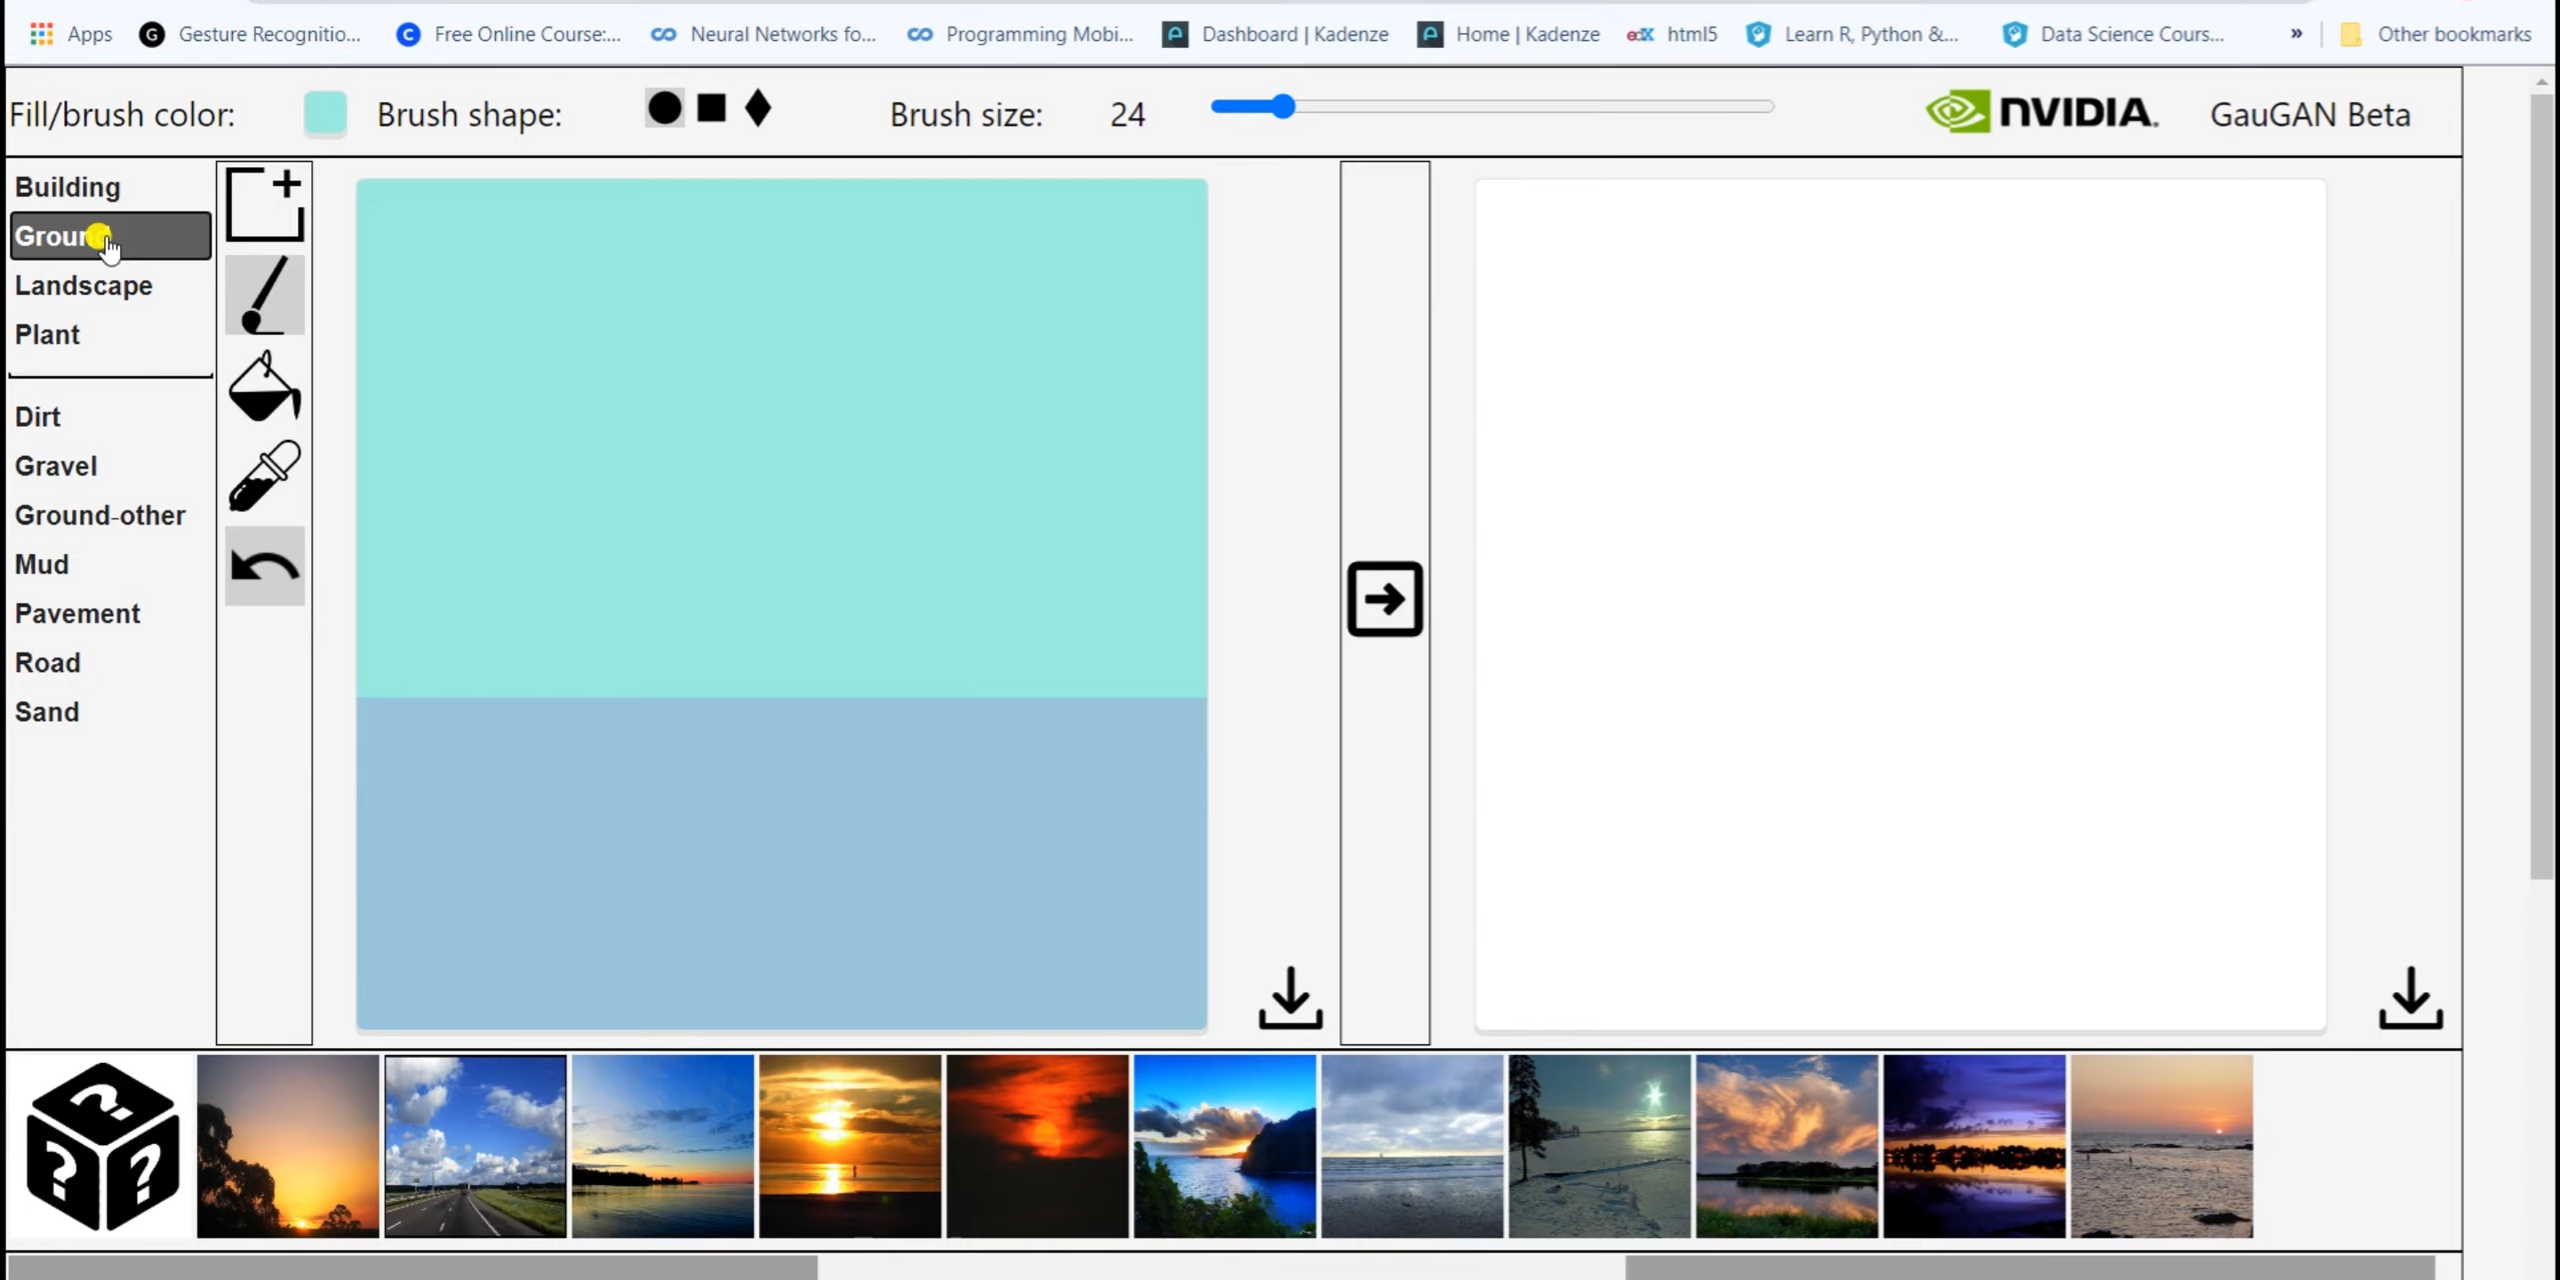 Apps Gesture Recognitio... Free Online Course:... Neural Networks fo... Programming Mobi... Dashboard | Kadenze Home | Kadenze edX html5 Learn R, Python &... Data Science Cours... » Other bookmarks
Fill/brush color: Brush shape: Brush size: 24 NVIDIA. GauGAN Beta
Building
Ground
Landscape
Plant
Dirt
Gravel
Ground-other
Mud
Pavement
Road
Sand
? ? ?